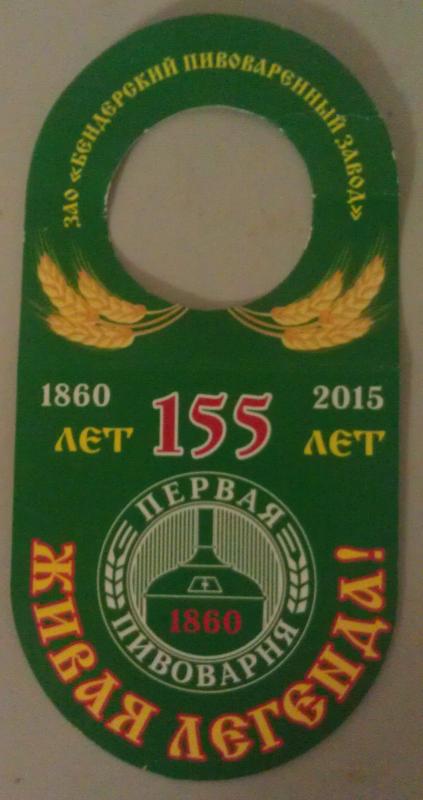 ЗАО «БЕНДЕРСКИЙ ПИВОВАРЕННЫЙ ЗАВОД»
1860 155 2015
ЛЕТ ЛЕТ
ПЕРВАЯ
1860
ПИВОВАРНЯ
ЖИВАЯ ЛЕГЕНДА!